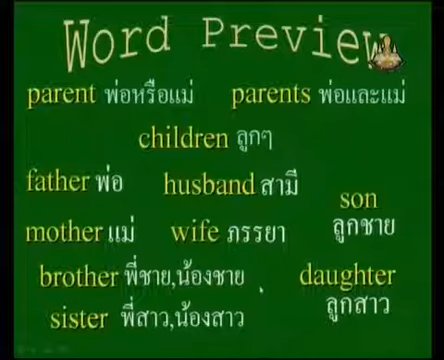 Word Preview
parent พ่อหรือแม่ parents พ่อและแม่
children ลูกๆ
father พ่อ husband สามี
son ลูกชาย
mother แม่ wife ภรรยา
brother พี่ชาย,น้องชาย
daughter ลูกสาว
sister พี่สาว,น้องสาว